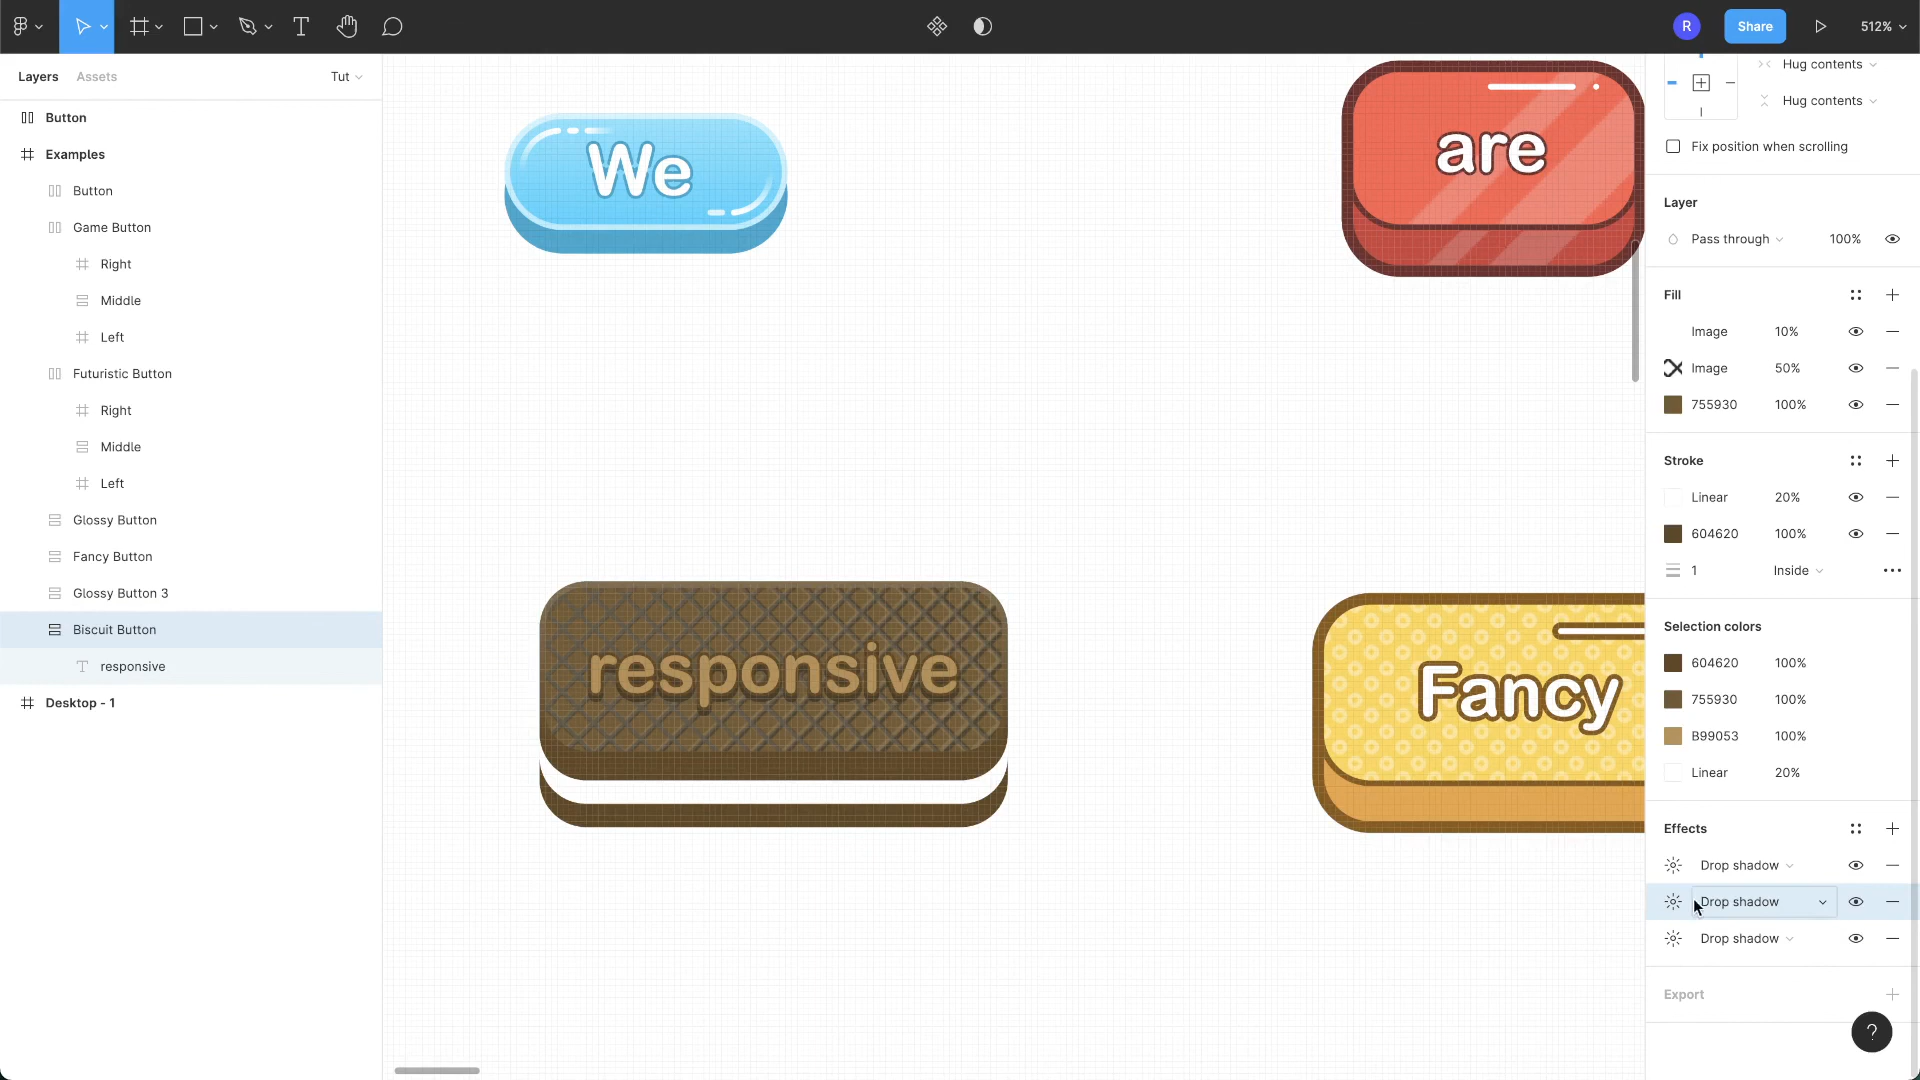 R
Share
512%
Layers
Assets
Tut
Button
Examples
Button
Game Button
Right
Middle
Left
Futuristic Button
Right
Middle
Left
Glossy Button
Fancy Button
Glossy Button 3
Biscuit Button
responsive
Desktop - 1
We
are
responsive
Fancy
Hug contents
Hug contents
Fix position when scrolling
Layer
Pass through
100%
Fill
Image 10%
Image 50%
755930 100%
Stroke
Linear 20%
604620 100%
1 Inside
Selection colors
604620 100%
755930 100%
B99053 100%
Linear 20%
Effects
Drop shadow
Drop shadow
Drop shadow
Export
?